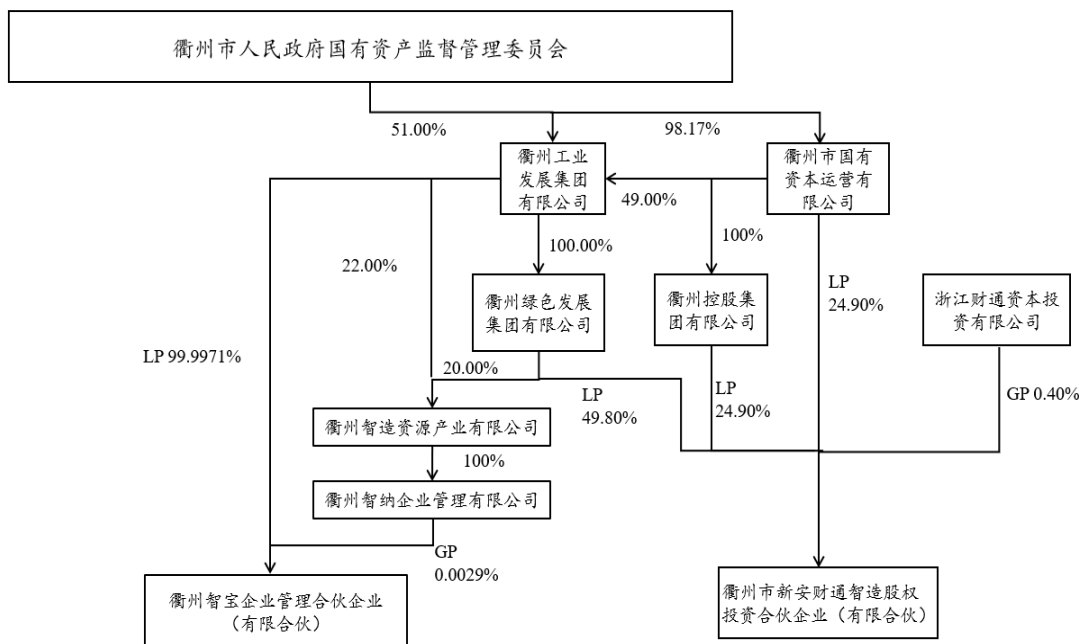 衢州市人民政府国有资产监督管理委员会
51.00%
98.17%
衢州工业
发展集团
有限公司
衢州市国有
资本运营有
限公司
49.00%
100.00%
100%
22.00%
LP
24.90%
衢州绿色发展
集团有限公司
衢州控股集
团有限公司
浙江财通资本投
资有限公司
LP 99.9971%
20.00%
LP
49.80%
LP
24.90%
GP 0.40%
衢州智造资源产业有限公司
100%
衢州智纳企业管理有限公司
GP
0.0029%
衢州智宝企业管理合伙企业
（有限合伙）
衢州市新安财通智造股权
投资合伙企业（有限合伙）